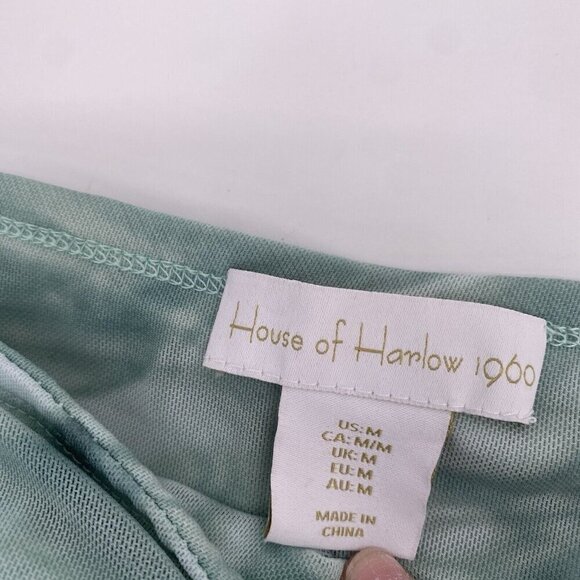 House of Harlow 1960
US: M
CA: M/M
UK: M
EU: M
AU: M
MADE IN
CHINA